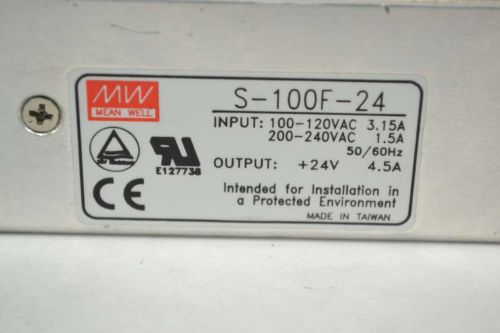 MW
MEAN WELL
S-100F-24
INPUT: 100-120VAC 3.15A
200-240VAC 1.5A
50/60Hz
OUTPUT: +24V 4.5A
E127738
CE
Intended for Installation in
a Protected Environment
MADE IN TAIWAN